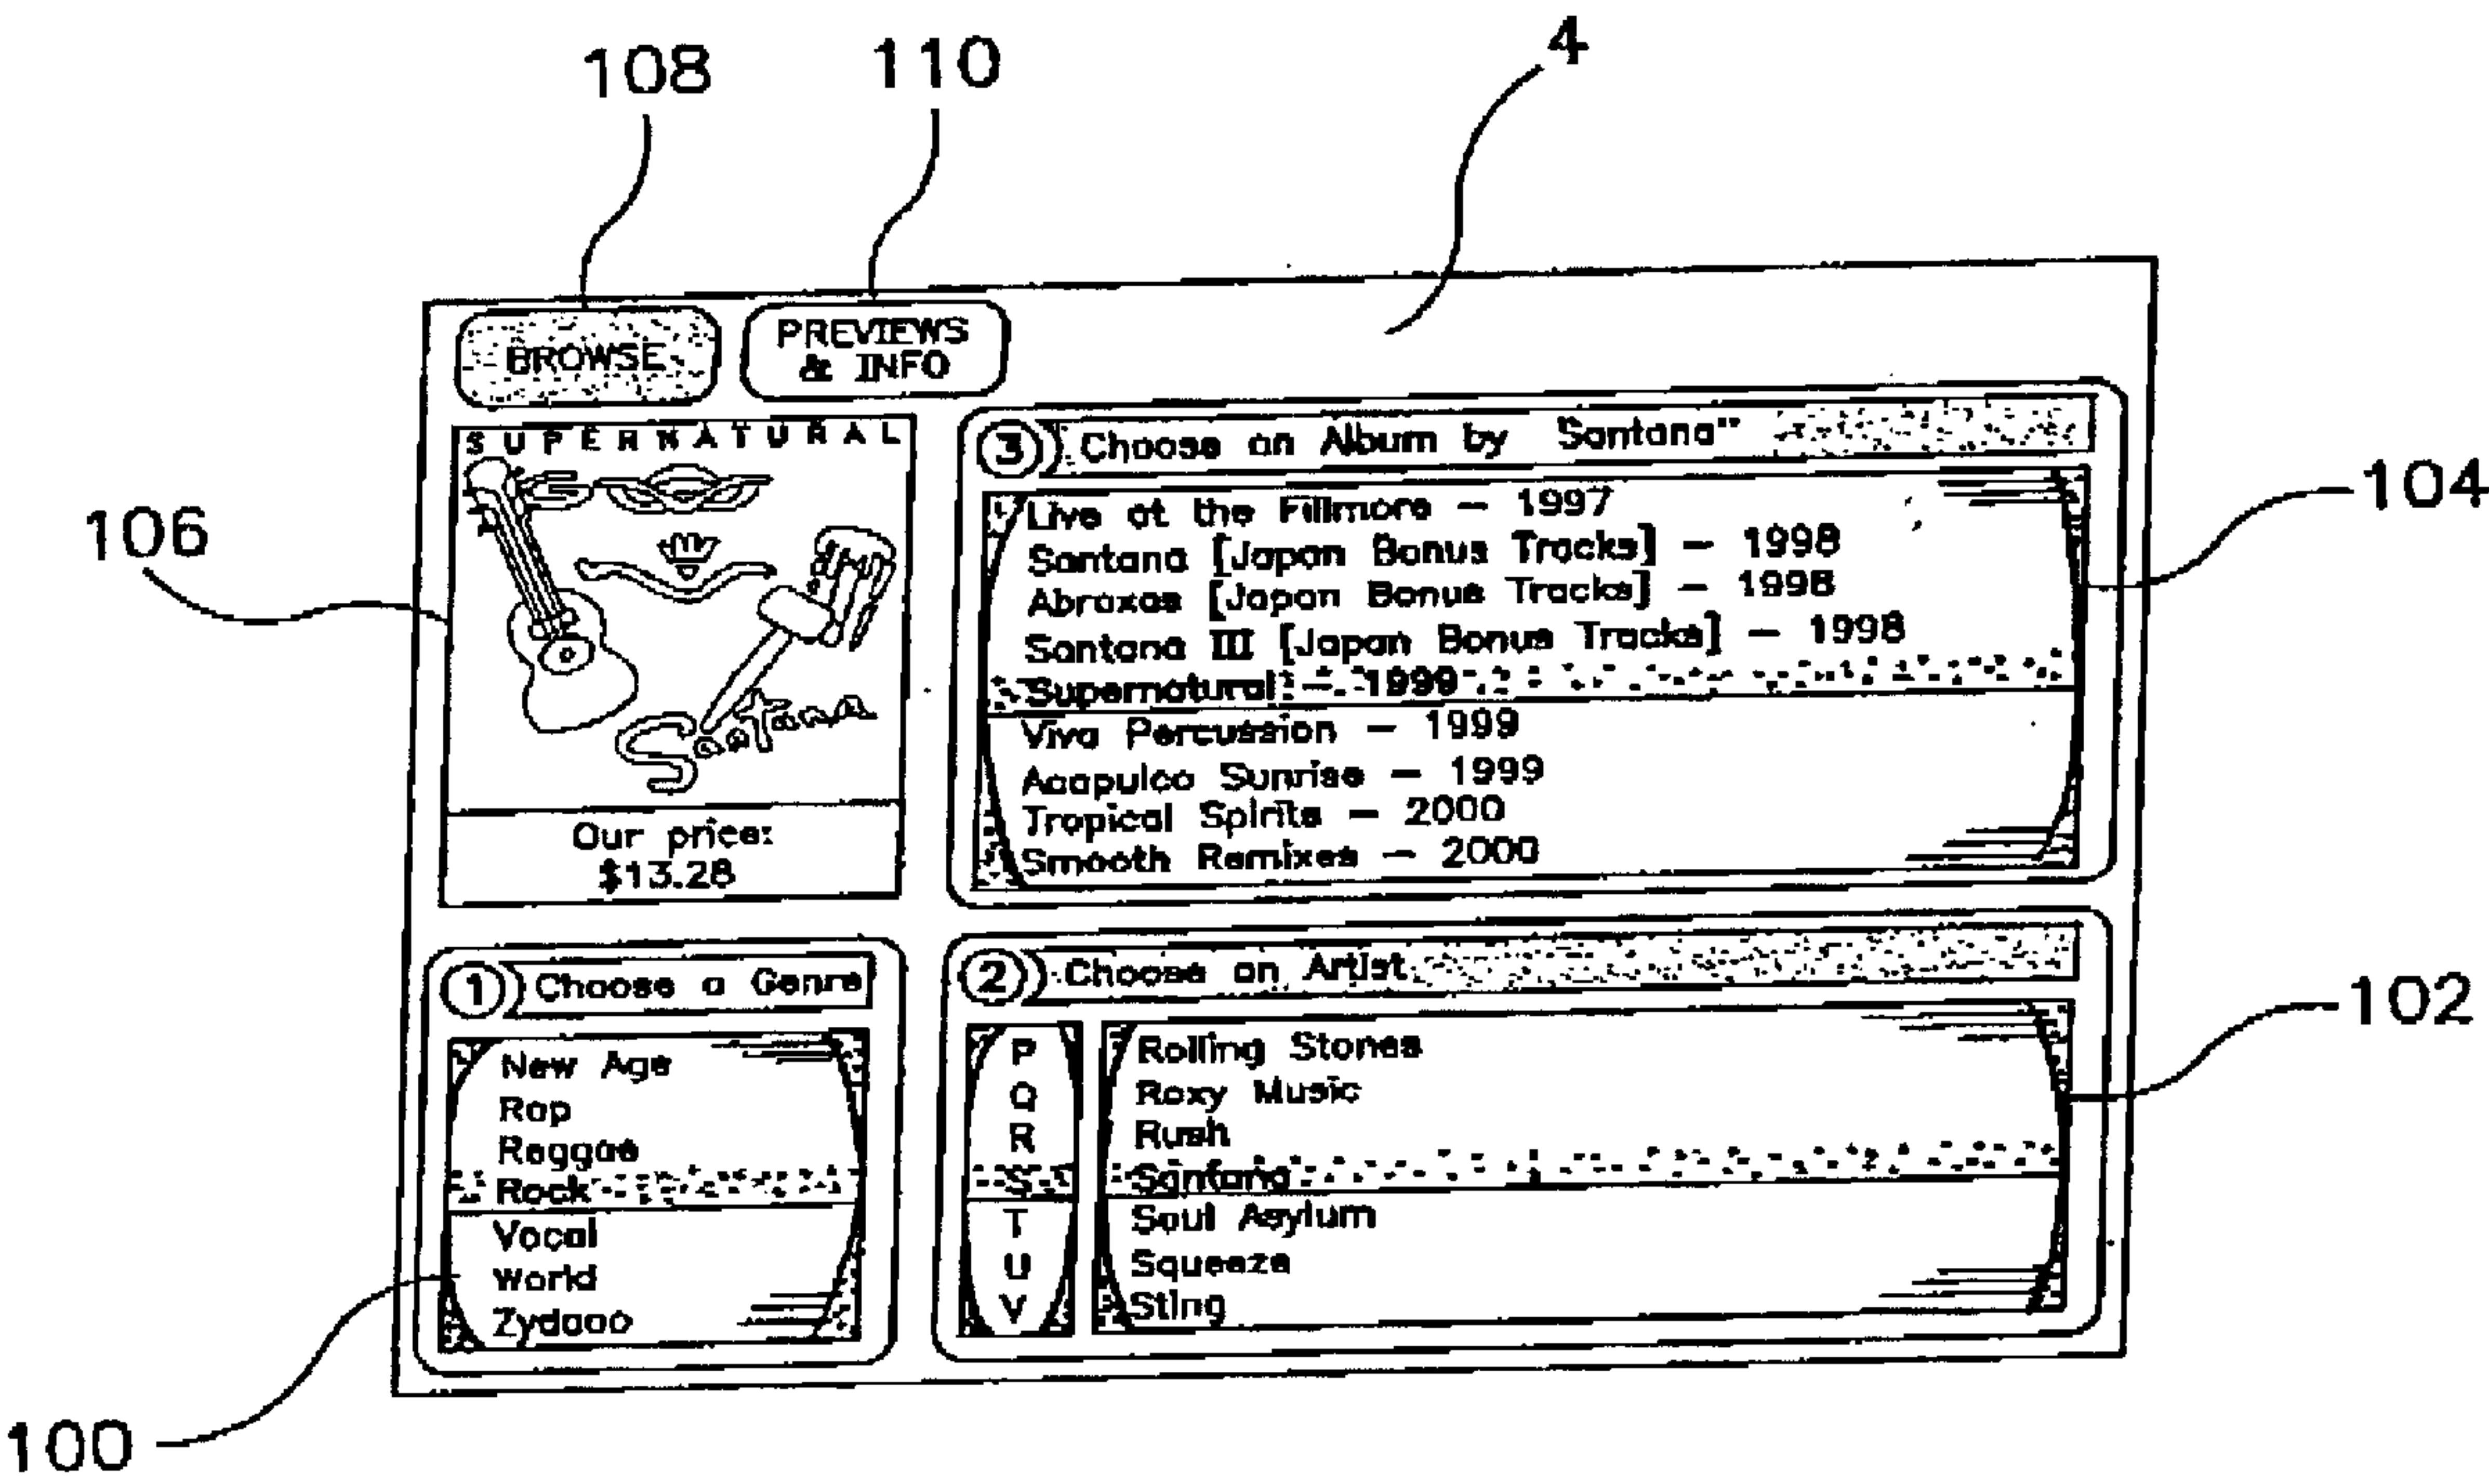 108
110
4
BROWSE
PREVIEWS
& INFO
106
SUPERNATURAL
Santana
Our price:
$13.28
3 Choose an Album by "Santana"
104
Live at the Fillmore – 1997
Santana [Japan Bonus Tracks] – 1998
Abraxas [Japan Bonus Tracks] – 1998
Santana III [Japan Bonus Tracks] – 1998
Supernatural – 1999
Viva Percussion – 1999
Acapulco Sunrise – 1999
Tropical Spirits – 2000
Smooth Remixes – 2000
1 Choose a Genre
New Age
Rap
Reggae
Rock
Vocal
World
Zydaco
100
2 Choose an Artist
102
P
Q
R
S
T
U
V
Rolling Stones
Roxy Music
Rush
Santana
Soul Asylum
Squeeze
Sting